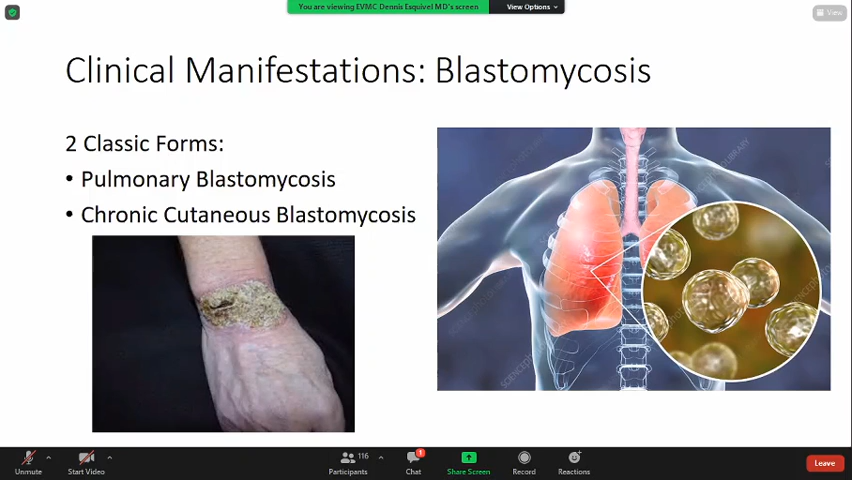 You are viewing EVMC Dennis Esquivel MD's screen
View Options
View
Clinical Manifestations: Blastomycosis
2 Classic Forms:
• Pulmonary Blastomycosis
• Chronic Cutaneous Blastomycosis
116
1
Unmute
Start Video
Participants
Chat
Share Screen
Record
Reactions
Leave